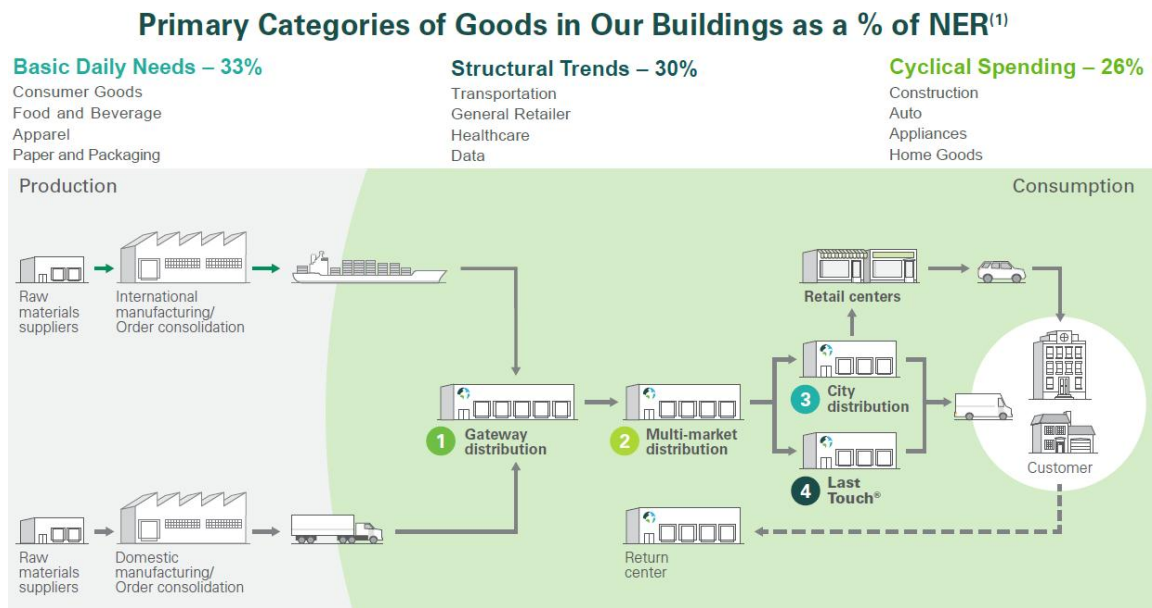 Primary Categories of Goods in Our Buildings as a % of NER(1)
Basic Daily Needs – 33%
Consumer Goods
Food and Beverage
Apparel
Paper and Packaging
Structural Trends – 30%
Transportation
General Retailer
Healthcare
Data
Cyclical Spending – 26%
Construction
Auto
Appliances
Home Goods
Production
Consumption
Raw
materials
suppliers
International
manufacturing/
Order consolidation
Retail centers
1 Gateway
distribution
2 Multi-market
distribution
3 City
distribution
4 Last
Touch®
Customer
Raw
materials
suppliers
Domestic
manufacturing/
Order consolidation
Return
center